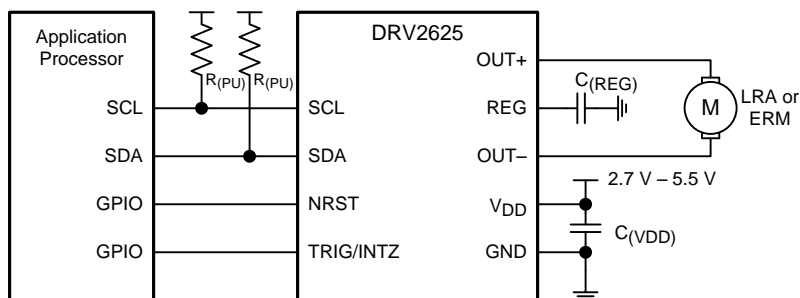 Application
Processor
SCL
SDA
GPIO
GPIO
R(PU)
R(PU)
DRV2625
SCL
SDA
NRST
TRIG/INTZ
OUT+
REG
OUT–
VDD
GND
C(REG)
M
LRA or
ERM
2.7 V – 5.5 V
C(VDD)